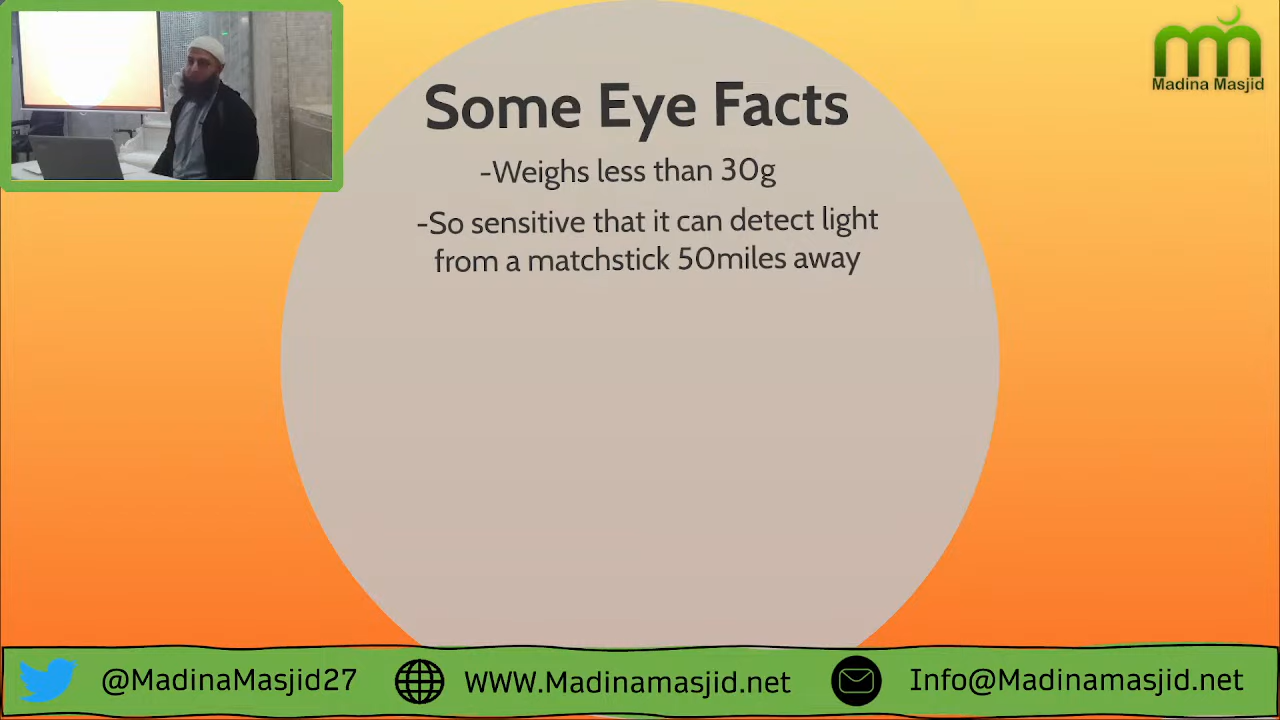 Madina Masjid
Some Eye Facts
-Weighs less than 30g
-So sensitive that it can detect light
from a matchstick 50miles away
@MadinaMasjid27
WWW.Madinamasjid.net
Info@Madinamasjid.net